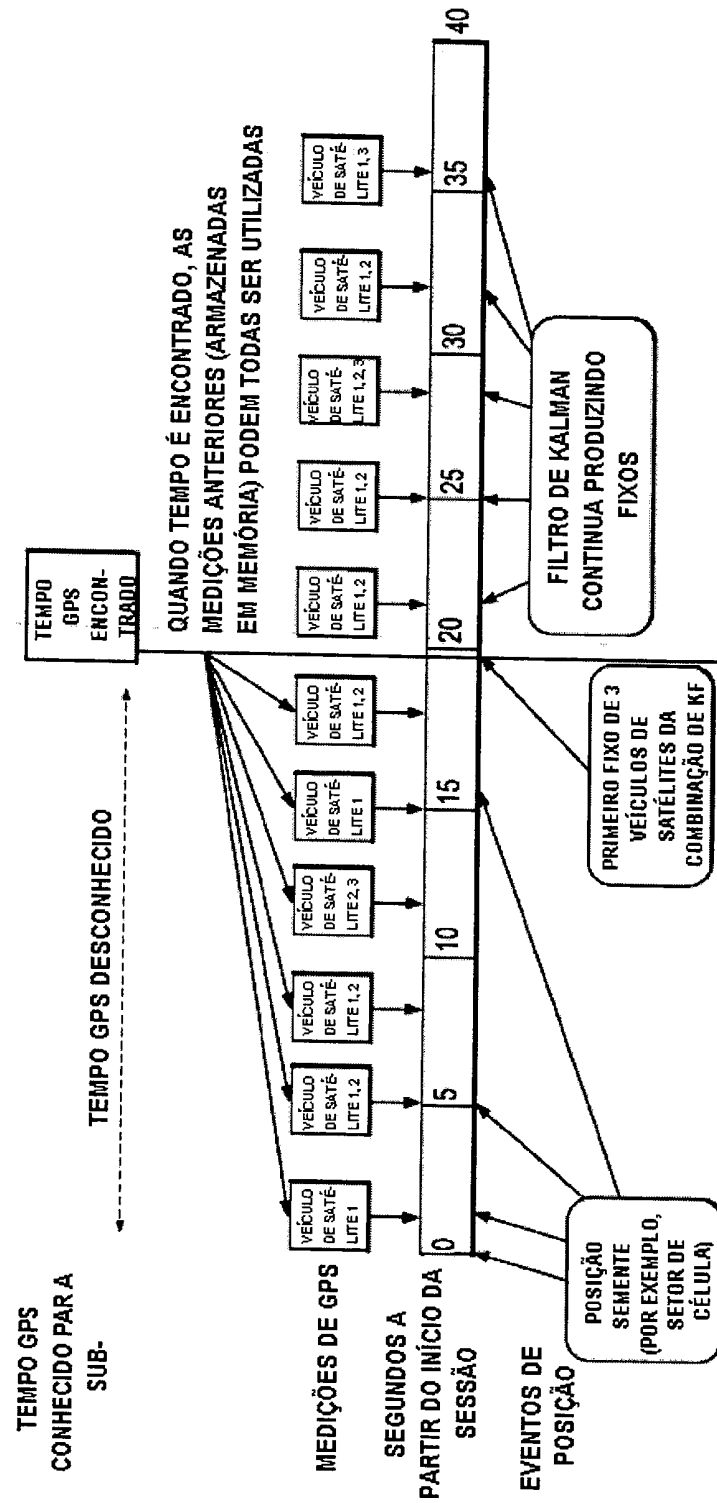 TEMPO GPS
CONHECIDO PARA A
SUB-
TEMPO GPS DESCONHECIDO
TEMPO
GPS
ENCON-
TRADO
QUANDO TEMPO É ENCONTRADO, AS
MEDIÇÕES ANTERIORES (ARMAZENADAS
EM MEMÓRIA) PODEM TODAS SER UTILIZADAS
MEDIÇÕES DE GPS
VEÍCULO
DE SATÉ-
LITE 1
VEÍCULO
DE SATÉ-
LITE 1, 2
VEÍCULO
DE SATÉ-
LITE 1, 2
VEÍCULO
DE SATÉ-
LITE 2, 3
VEÍCULO
DE SATÉ-
LITE 1
VEÍCULO
DE SATÉ-
LITE 1, 2
VEÍCULO
DE SATÉ-
LITE 1, 2
VEÍCULO
DE SATÉ-
LITE 1, 2
VEÍCULO
DE SATÉ-
LITE 1, 2, 3
VEÍCULO
DE SATÉ-
LITE 1, 2
VEÍCULO
DE SATÉ-
LITE 1, 3
SEGUNDOS A
PARTIR DO INÍCIO DA
SESSÃO
0 5 10 15 20 25 30 35 40
EVENTOS DE
POSIÇÃO
POSIÇÃO
SEMENTE
(POR EXEMPLO,
SETOR DE
CÉLULA)
PRIMEIRO FIXO DE 3
VEÍCULOS DE
SATÉLITES DA
COMBINAÇÃO DE KF
FILTRO DE KALMAN
CONTINUA PRODUZINDO
FIXOS